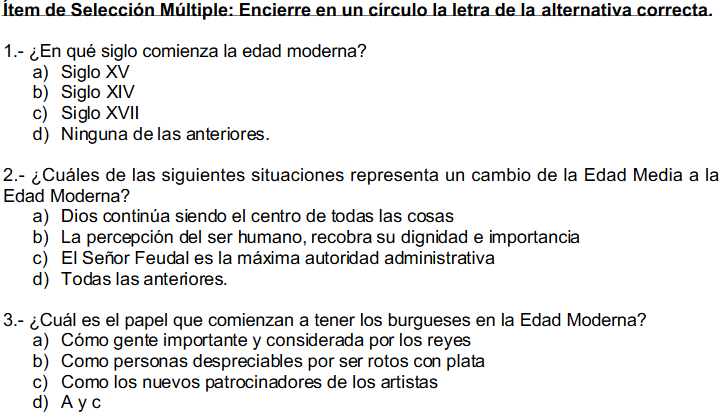 Ítem de Selección Múltiple: Encierre en un círculo la letra de la alternativa correcta.
1.- ¿En qué siglo comienza la edad moderna?
a) Siglo XV
b) Siglo XIV
c) Siglo XVII
d) Ninguna de las anteriores.
2.- ¿Cuáles de las siguientes situaciones representa un cambio de la Edad Media a la
Edad Moderna?
a) Dios continúa siendo el centro de todas las cosas
b) La percepción del ser humano, recobra su dignidad e importancia
c) El Señor Feudal es la máxima autoridad administrativa
d) Todas las anteriores.
3.- ¿Cuál es el papel que comienzan a tener los burgueses en la Edad Moderna?
a) Cómo gente importante y considerada por los reyes
b) Como personas despreciables por ser rotos con plata
c) Como los nuevos patrocinadores de los artistas
d) A y c